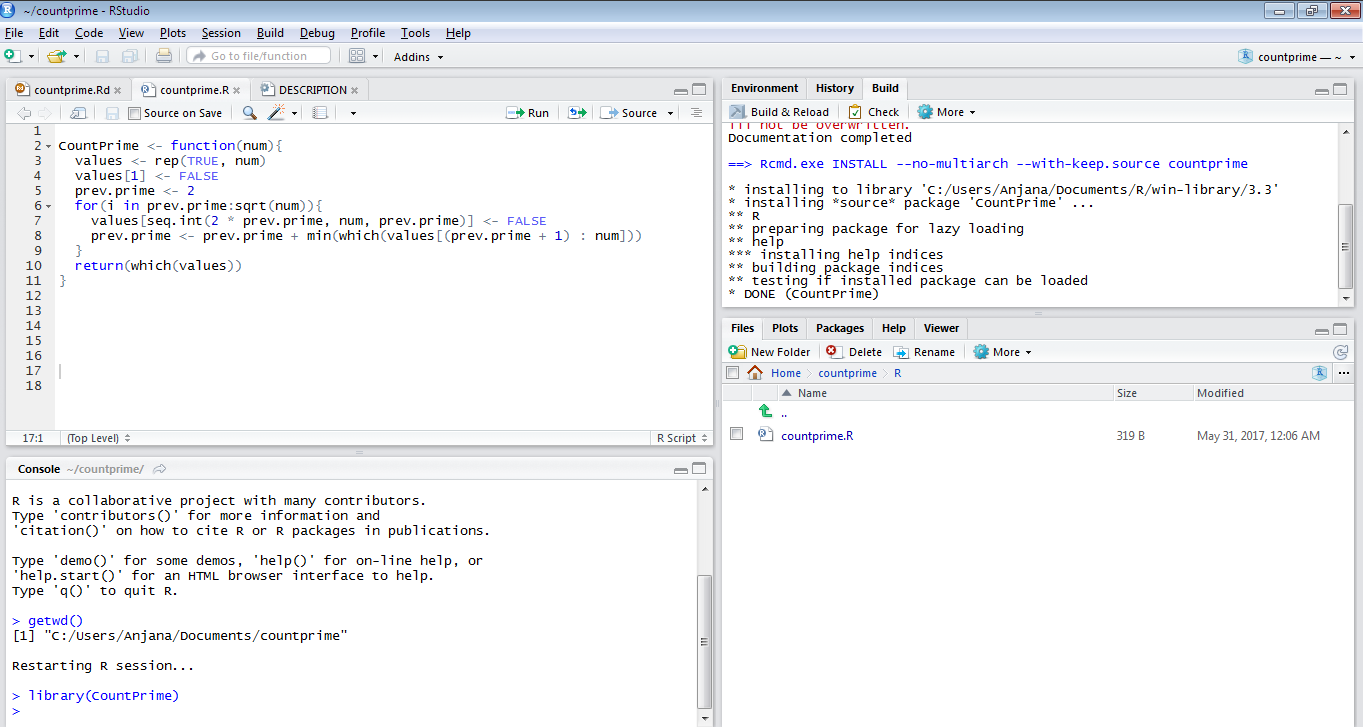 ~/countprime - RStudio
File Edit Code View Plots Session Build Debug Profile Tools Help
Go to file/function Addins countprime — ~
countprime.Rd countprime.R DESCRIPTION
Source on Save Run Source
1
2 CountPrime <- function(num){
3 values <- rep(TRUE, num)
4 values[1] <- FALSE
5 prev.prime <- 2
6 for(i in prev.prime:sqrt(num)){
7 values[seq.int(2 * prev.prime, num, prev.prime)] <- FALSE
8 prev.prime <- prev.prime + min(which(values[(prev.prime + 1) : num]))
9 }
10 return(which(values))
11 }
12
13
14
15
16
17
18
17:1 (Top Level) R Script
Console ~/countprime/
R is a collaborative project with many contributors.
Type 'contributors()' for more information and
'citation()' on how to cite R or R packages in publications.
Type 'demo()' for some demos, 'help()' for on-line help, or
'help.start()' for an HTML browser interface to help.
Type 'q()' to quit R.
> getwd()
[1] "C:/Users/Anjana/Documents/countprime"
Restarting R session...
> library(CountPrime)
>
Environment History Build
Build & Reload Check More
not be overwritten.
Documentation completed
==> Rcmd.exe INSTALL --no-multiarch --with-keep.source countprime
* installing to library 'C:/Users/Anjana/Documents/R/win-library/3.3'
* installing *source* package 'CountPrime' ...
** R
** preparing package for lazy loading
** help
*** installing help indices
** building package indices
** testing if installed package can be loaded
* DONE (CountPrime)
Files Plots Packages Help Viewer
New Folder Delete Rename More
Home countprime R
Name Size Modified
..
countprime.R 319 B May 31, 2017, 12:06 AM